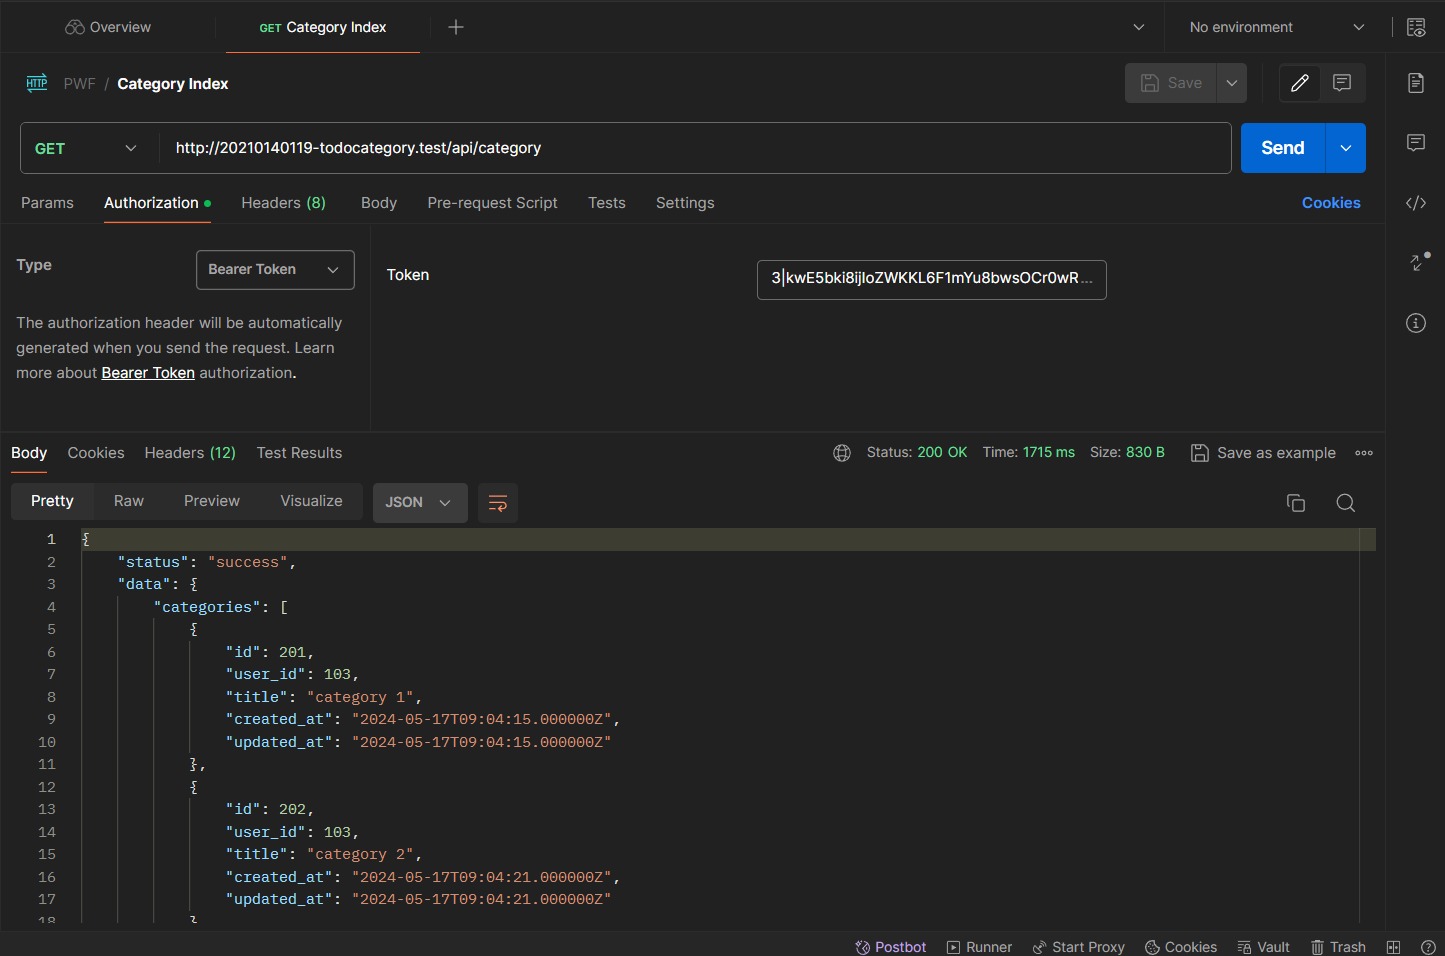 Overview
GET Category Index
No environment
HTTP PWF / Category Index
Save
GET
http://20210140119-todocategory.test/api/category
Send
Params Authorization Headers (8) Body Pre-request Script Tests Settings Cookies
Type
Bearer Token
Token
3|kwE5bki8ijIoZWKKL6F1mYu8bwsOCr0wR...
The authorization header will be automatically
generated when you send the request. Learn
more about Bearer Token authorization.
Body Cookies Headers (12) Test Results
Status: 200 OK Time: 1715 ms Size: 830 B Save as example
Pretty Raw Preview Visualize JSON
1 {
2 "status": "success",
3 "data": {
4 "categories": [
5 {
6 "id": 201,
7 "user_id": 103,
8 "title": "category 1",
9 "created_at": "2024-05-17T09:04:15.000000Z",
10 "updated_at": "2024-05-17T09:04:15.000000Z"
11 },
12 {
13 "id": 202,
14 "user_id": 103,
15 "title": "category 2",
16 "created_at": "2024-05-17T09:04:21.000000Z",
17 "updated_at": "2024-05-17T09:04:21.000000Z"
18 }
Postbot Runner Start Proxy Cookies Vault Trash